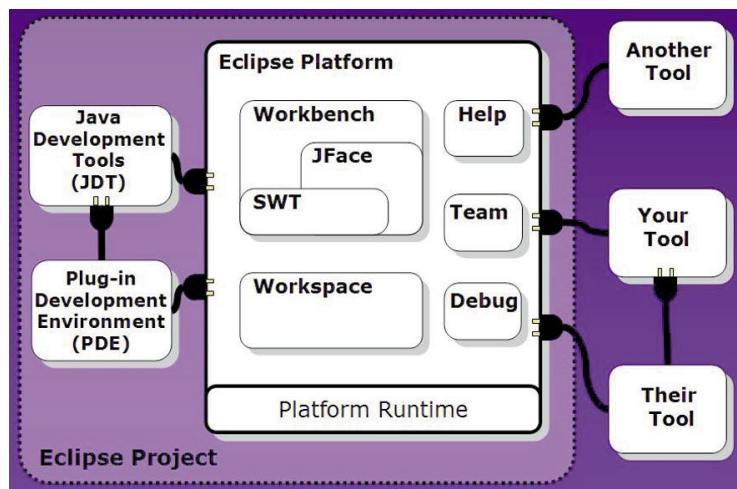 Eclipse Platform
Another
Tool
Java
Development
Tools
(JDT)
Workbench
JFace
SWT
Help
Team
Your
Tool
Plug-in
Development
Environment
(PDE)
Workspace
Debug
Their
Tool
Platform Runtime
Eclipse Project